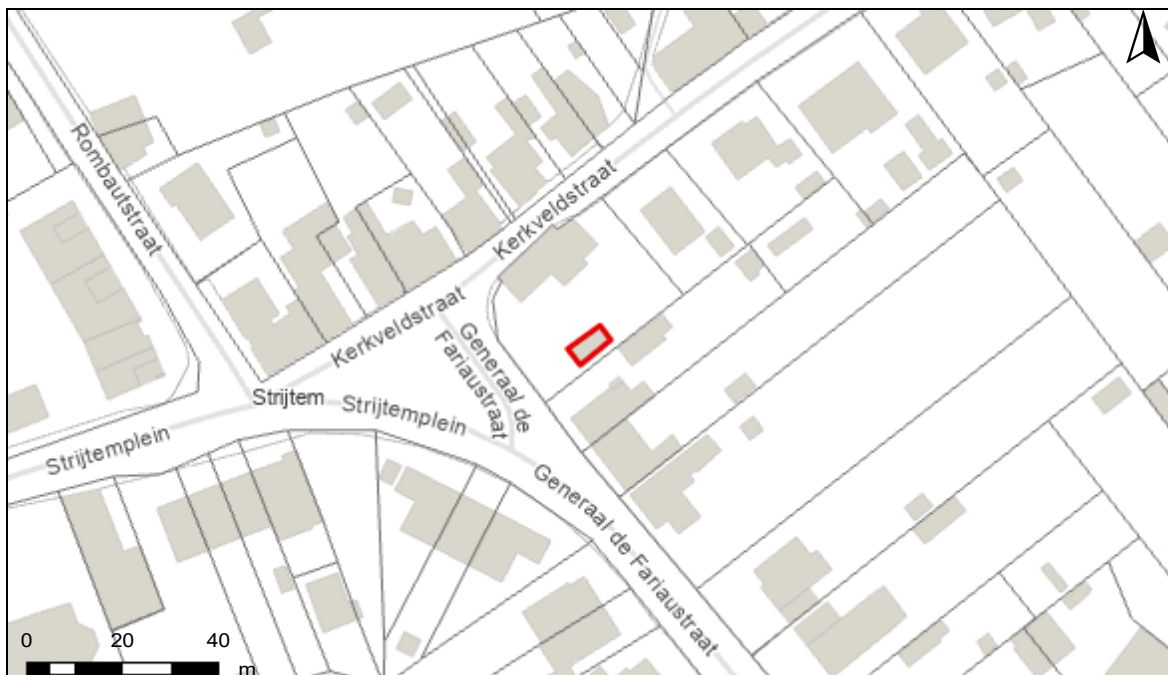 Rombautstraat
Kerkveldstraat
Kerkveldstraat
Generaal de
Fariaustraat
Strijtem
Strijtemplein
Strijtemplein
Generaal de Fariaustraat
0 20 40
m